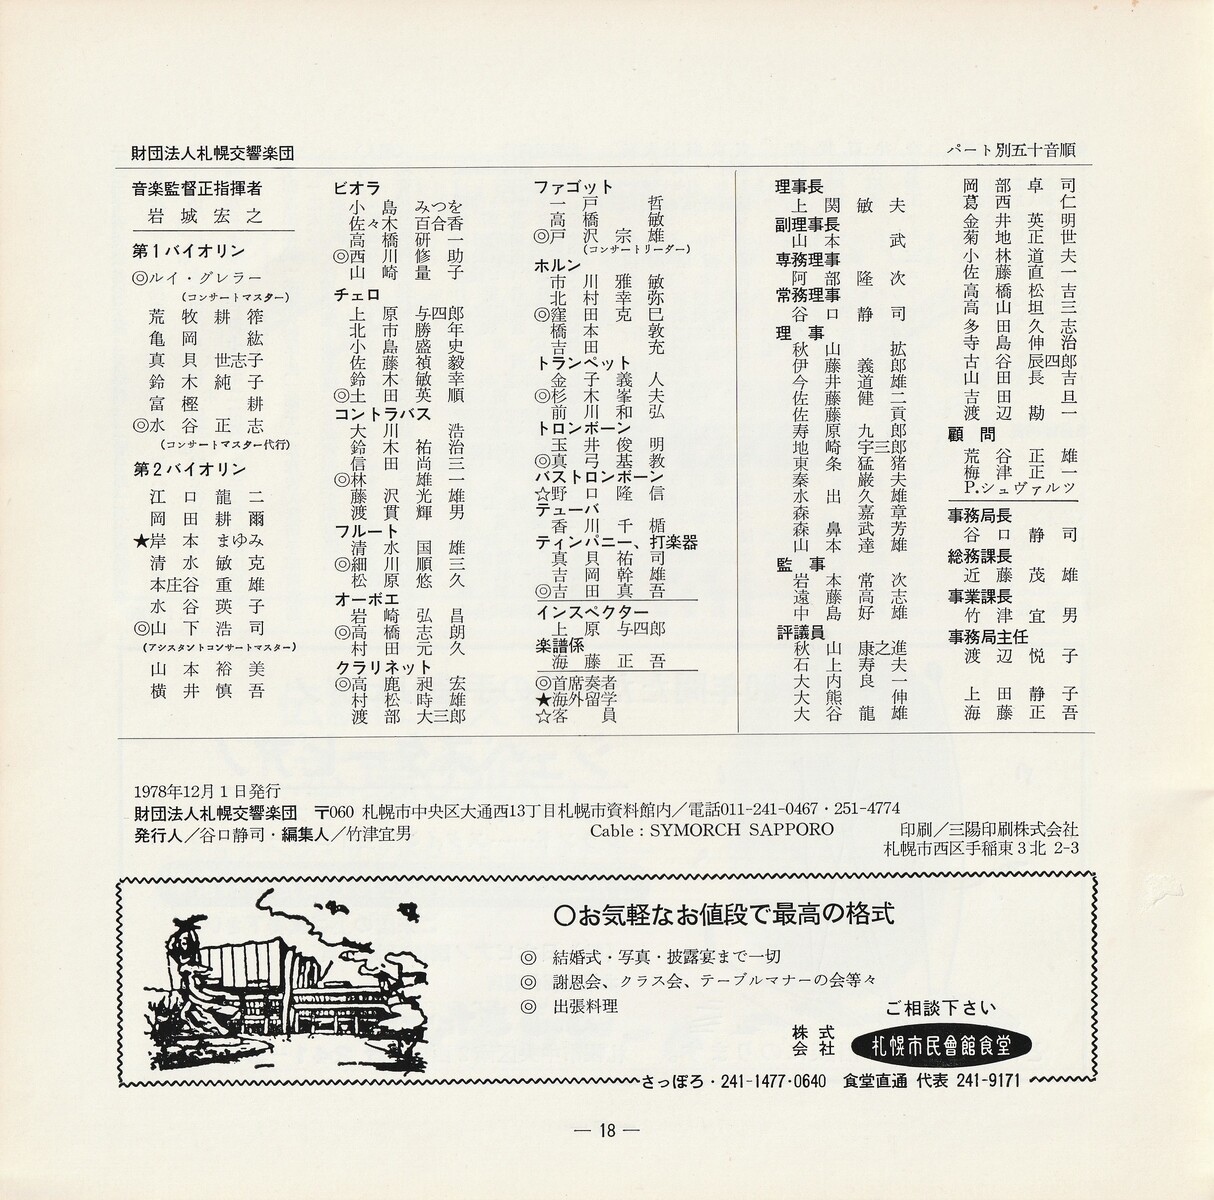 財団法人札幌交響楽団
パート別五十音順
音楽監督正指揮者
岩城宏之
第1バイオリン
◎ルイ・グレラー
(コンサートマスター)
荒牧耕筰
亀岡紘
真貝世志子
鈴木純子
富樫耕
◎水谷正志
(コンサートマスター代行)
第2バイオリン
江口龍二
岡田耕爾
★岸本まゆみ
清水敏克
本庄谷重雄
水谷瑛子
◎山下浩司
(アシスタントコンサートマスター)
山本裕美
横井慎吾
ビオラ
小島みつを
佐々木百合香
高橋研一
◎西川修助
山崎量子
チェロ
上原与四郎
北市勝年
小島盛史
佐藤禎毅
鈴木敏幸
◎土田英順
コントラバス
大川浩
鈴木祐治
信田尚三
◎林雄一
藤沢光雄
渡貫輝男
フルート
清水国雄
◎細川順三
松原悠久
オーボエ
岩崎弘昌
◎高橋志朗
村田元久
クラリネット
◎高鹿昶宏
村松時雄
渡部大三郎
ファゴット
一戸哲
高橋敏
◎戸沢宗雄
(コンサートリーダー)
ホルン
市川雅敏
北村幸弥
◎窪田克巳
橋本敦
吉田充
トランペット
金子義人
◎杉木峯夫
前川和弘
トロンボーン
玉井俊明
◎真弓基教
バストロンボーン
☆野口隆信
テューバ
香川千楯
ティンパニー、打楽器
真貝祐司
吉岡幹雄
◎吉田真吾
インスペクター
上原与四郎
楽譜係
海藤正吾
◎首席奏者
★海外留学
☆客員
理事長
上関敏夫
副理事長
山本武
専務理事
阿部隆次
常務理事
谷口静司
理事
秋山拡
伊藤義郎
今井道雄
佐藤健二
佐藤貢
寿原九郎
地崎宇三郎
東条猛猪
秦巌夫
水出久雄
森嘉章
森鼻武芳
山本達雄
監事
岩本常次
遠藤高志
中島好雄
評議員
秋山康之進
石上寿夫
大内良一
大熊伸
大谷龍雄
岡部卓司
葛西仁
金井英明
菊地正世
小林道夫
佐藤直一
高橋松吉
高山坦三
多田久志
寺島伸治
古谷辰四郎
山田長吉
吉田旦
渡辺勘一
顧問
荒谷正雄
梅津正一
P.シュヴァルツ
事務局長
谷口静司
総務課長
近藤茂雄
事業課長
竹津宜男
事務局主任
渡辺悦子
上田静子
海藤正吾
1978年12月1日発行
財団法人札幌交響楽団 〒060 札幌市中央区大通西13丁目札幌市資料館内／電話011-241-0467・251-4774
発行人／谷口静司・編集人／竹津宜男 Cable : SYMORCH SAPPORO 印刷／三陽印刷株式会社
札幌市西区手稲東3北 2-3
○お気軽なお値段で最高の格式
◎ 結婚式・写真・披露宴まで一切
◎ 謝恩会、クラス会、テーブルマナーの会等々
◎ 出張料理
ご相談下さい
株式会社 札幌市民會館食堂
さっぽろ・241-1477・0640 食堂直通 代表 241-9171
— 18 —